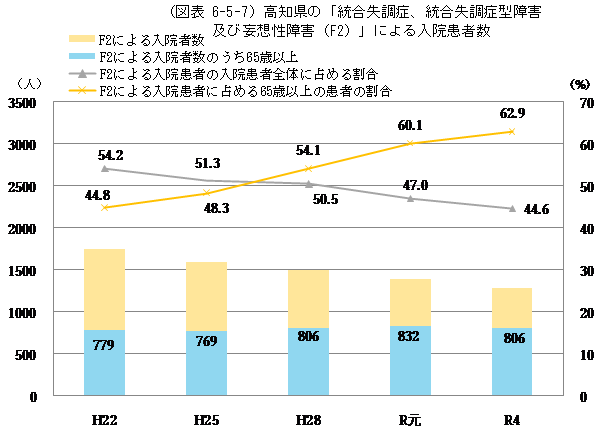 （図表 6-5-7）高知県の「統合失調症、統合失調症型障害
及び妄想性障害（F2）」による入院患者数
F2による入院者数
F2による入院者数のうち65歳以上
F2による入院患者の入院患者全体に占める割合
F2による入院患者に占める65歳以上の患者の割合
（人） （%）
3500 70
3000 60
2500 50
2000 40
1500 30
1000 20
500 10
0 0
54.2 51.3 50.5 47.0 44.6
44.8 48.3 54.1 60.1 62.9
779 769 806 832 806
H22 H25 H28 R元 R4